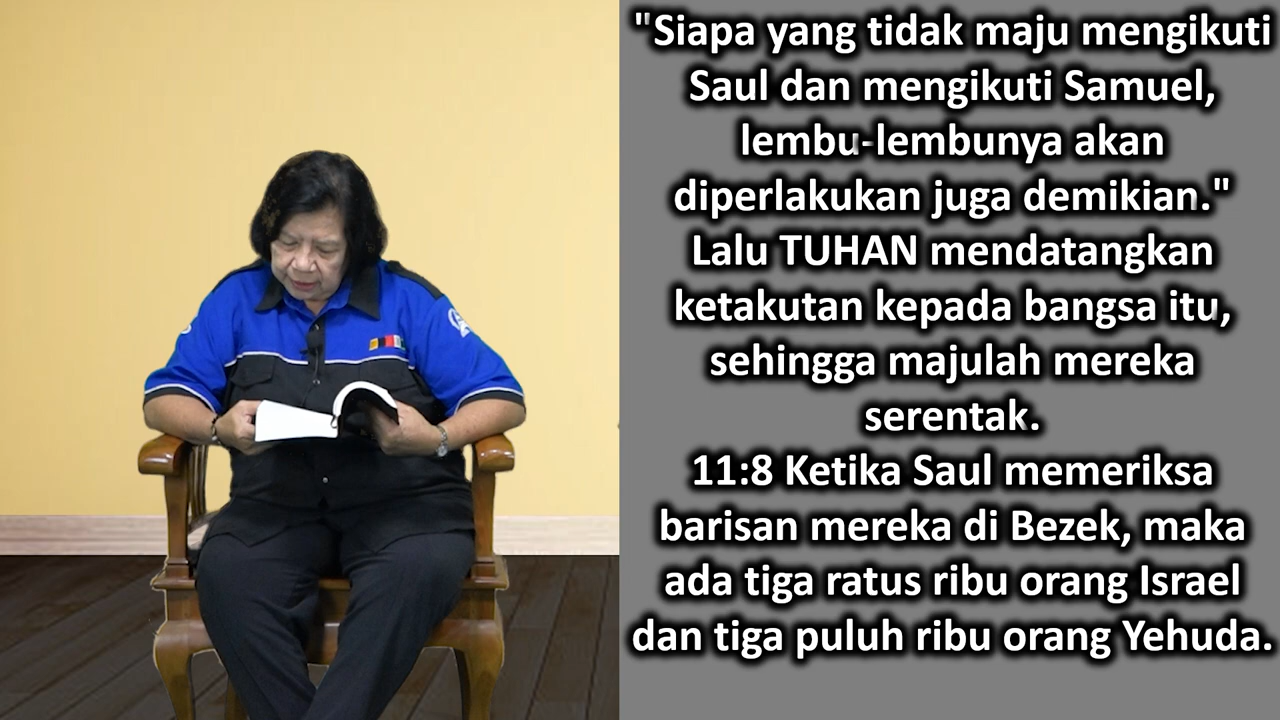 "Siapa yang tidak maju mengikuti
Saul dan mengikuti Samuel,
lembu-lembunya akan
diperlakukan juga demikian."
Lalu TUHAN mendatangkan
ketakutan kepada bangsa itu,
sehingga majulah mereka
serentak.
11:8 Ketika Saul memeriksa
barisan mereka di Bezek, maka
ada tiga ratus ribu orang Israel
dan tiga puluh ribu orang Yehuda.